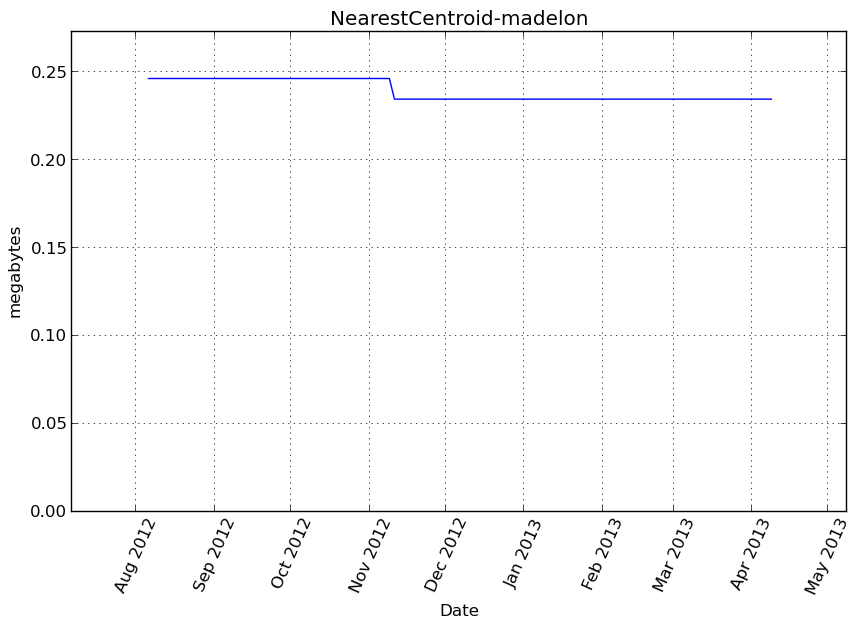 NearestCentroid-madelon
0.25
0.20
0.15
0.10
0.05
0.00
megabytes
Aug 2012
Sep 2012
Oct 2012
Nov 2012
Dec 2012
Jan 2013
Feb 2013
Mar 2013
Apr 2013
May 2013
Date